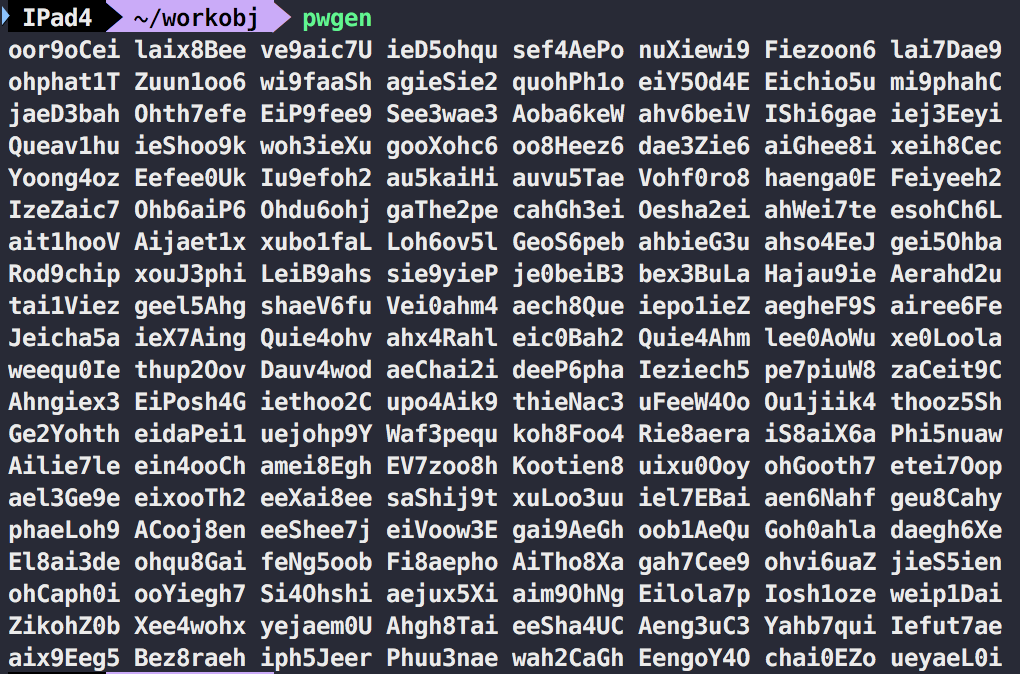 IPad4 ~/workobj pwgen
oor9oCei laix8Bee ve9aic7U ieD5ohqu sef4AePo nuXiewi9 Fiezoon6 lai7Dae9
ohphat1T Zuun1oo6 wi9faaSh agieSie2 quohPh1o eiY5Od4E Eichio5u mi9phahC
jaeD3bah Ohth7efe EiP9fee9 See3wae3 Aoba6keW ahv6beiV IShi6gae iej3Eeyi
Queav1hu ieShoo9k woh3ieXu gooXohc6 oo8Heez6 dae3Zie6 aiGhee8i xeih8Cec
Yoong4oz Eefee0Uk Iu9efoh2 au5kaiHi auvu5Tae Vohf0ro8 haenga0E Feiyeeh2
IzeZaic7 Ohb6aiP6 Ohdu6ohj gaThe2pe cahGh3ei Oesha2ei ahWei7te esohCh6L
ait1hooV Aijaet1x xubo1faL Loh6ov5l GeoS6peb ahbieG3u ahso4EeJ gei5Ohba
Rod9chip xouJ3phi LeiB9ahs sie9yieP je0beiB3 bex3BuLa Hajau9ie Aerahd2u
tai1Viez geel5Ahg shaeV6fu Vei0ahm4 aech8Que iepo1ieZ aegheF9S airee6Fe
Jeicha5a ieX7Aing Quie4ohv ahx4Rahl eic0Bah2 Quie4Ahm lee0AoWu xe0Loola
weequ0Ie thup2Oov Dauv4wod aeChai2i deeP6pha Ieziech5 pe7piuW8 zaCeit9C
Ahngiex3 EiPosh4G iethoo2C upo4Aik9 thieNac3 uFeeW4Oo Ou1jiik4 thooz5Sh
Ge2Yohth eidaPei1 uejohp9Y Waf3pequ koh8Foo4 Rie8aera iS8aiX6a Phi5nuaw
Ailie7le ein4ooCh amei8Egh EV7zoo8h Kootien8 uixu0Ooy ohGooth7 etei7Oop
ael3Ge9e eixooTh2 eeXai8ee saShij9t xuLoo3uu iel7EBai aen6Nahf geu8Cahy
phaeLoh9 ACooj8en eeShee7j eiVoow3E gai9AeGh oob1AeQu Goh0ahla daegh6Xe
El8ai3de ohqu8Gai feNg5oob Fi8aepho AiTho8Xa gah7Cee9 ohvi6uaZ jieS5ien
ohCaph0i ooYiegh7 Si4Ohshi aejux5Xi aim9OhNg Eilola7p Iosh1oze weip1Dai
ZikohZ0b Xee4wohx yejaem0U Ahgh8Tai eeSha4UC Aeng3uC3 Yahb7qui Iefut7ae
aix9Eeg5 Bez8raeh iph5Jeer Phuu3nae wah2CaGh EengoY4O chai0EZo ueyaeL0i